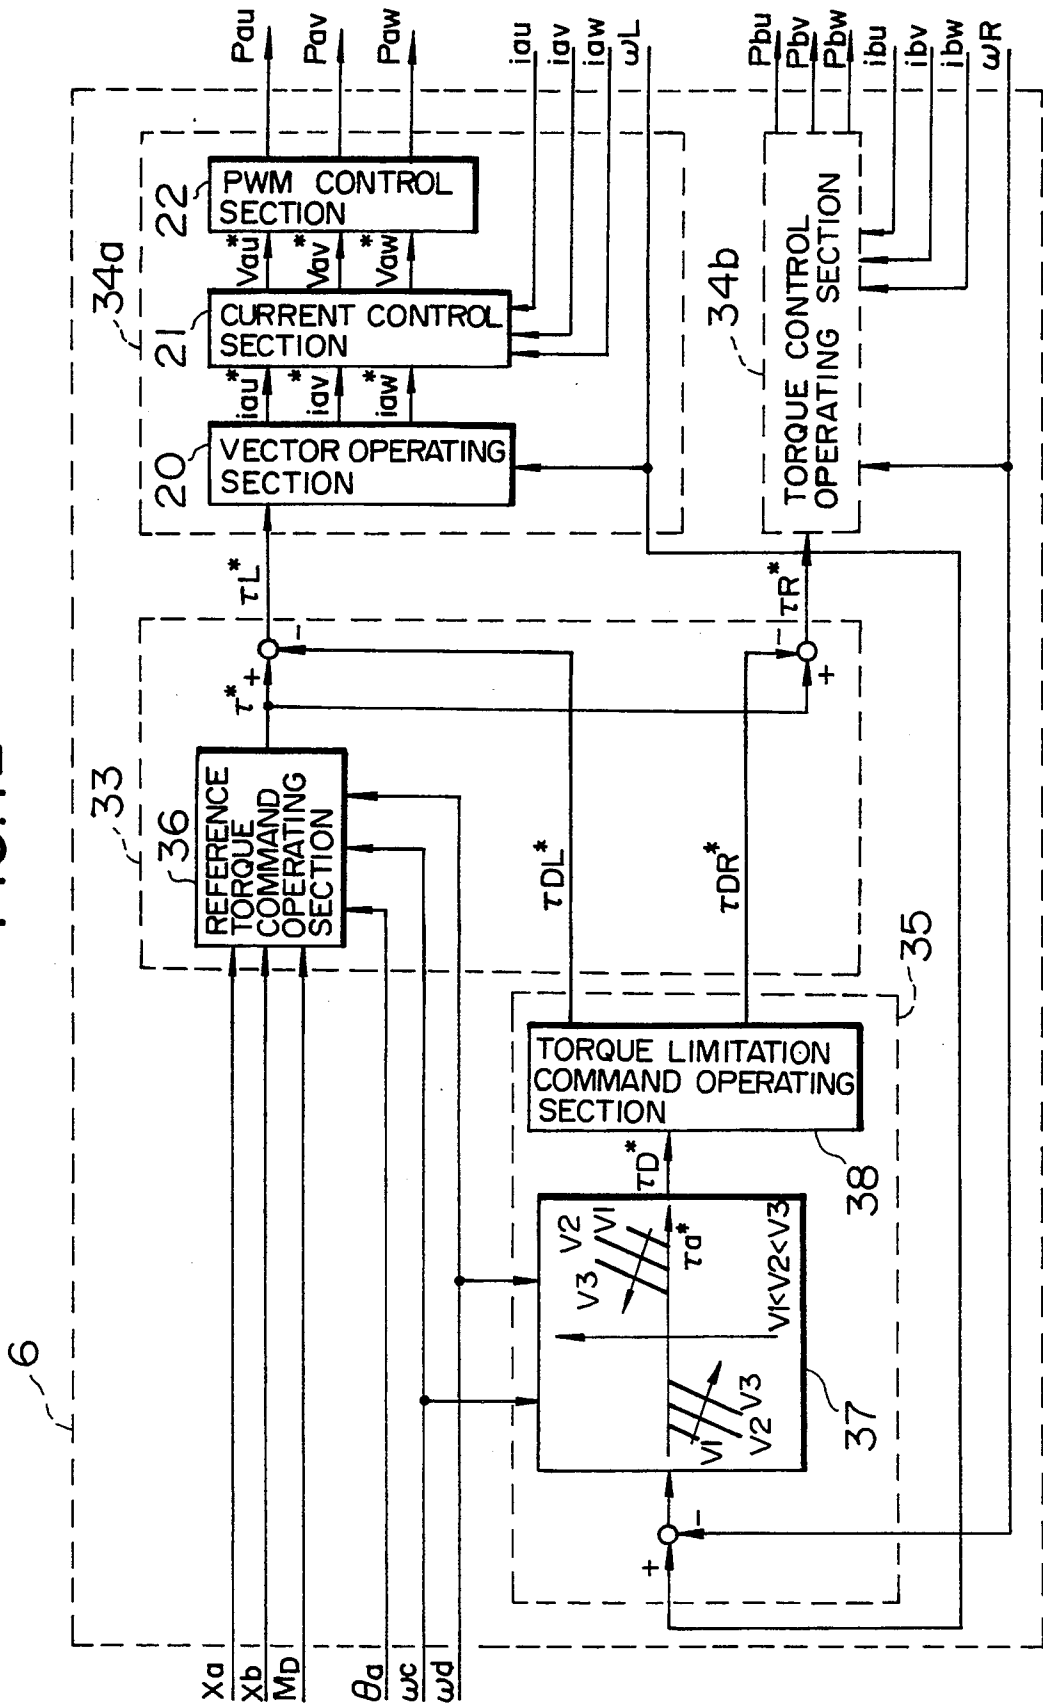 6
Xa
Xb
MD
θa
ωc
ωd
33
36
REFERENCE
TORQUE
COMMAND
OPERATING
SECTION
τ*
+
-
τL*
34a
20
VECTOR OPERATING
SECTION
iau*
iav*
iaw*
21
CURRENT CONTROL
SECTION
Vau*
Vav*
Vaw*
22
PWM CONTROL
SECTION
Pau
Pav
Paw
iau
iav
iaw
ωL
τDL*
τDR*
+
-
τR*
34b
TORQUE CONTROL
OPERATING SECTION
Pbu
Pbv
Pbw
ibu
ibv
ibw
ωR
35
+
-
37
V1
V2
V3
V3
V2
V1
τa*
V1<V2<V3
τD*
38
TORQUE LIMITATION
COMMAND OPERATING
SECTION